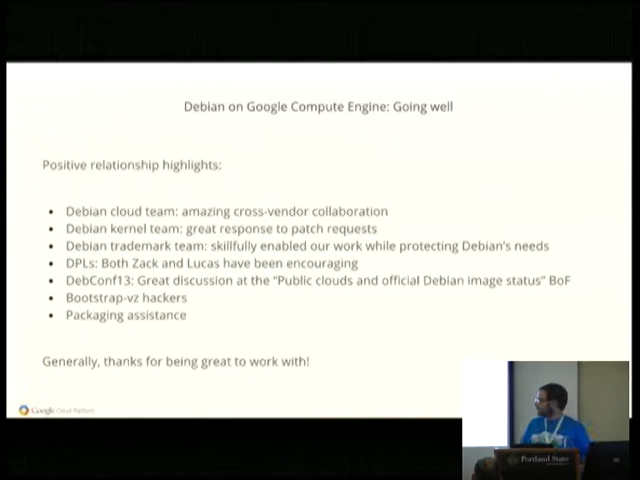 Debian on Google Compute Engine: Going well
Positive relationship highlights:
• Debian cloud team: amazing cross-vendor collaboration
• Debian kernel team: great response to patch requests
• Debian trademark team: skillfully enabled our work while protecting Debian's needs
• DPLs: Both Zack and Lucas have been encouraging
• DebConf13: Great discussion at the "Public clouds and official Debian image status" BoF
• Bootstrap-vz hackers
• Packaging assistance
Generally, thanks for being great to work with!
Google Cloud Platform
Portland State